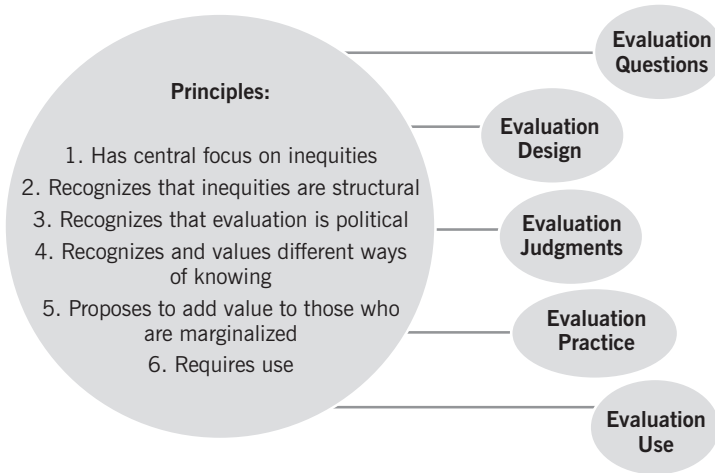 Principles:
1. Has central focus on inequities
2. Recognizes that inequities are structural
3. Recognizes that evaluation is political
4. Recognizes and values different ways
of knowing
5. Proposes to add value to those who
are marginalized
6. Requires use
Evaluation
Questions
Evaluation
Design
Evaluation
Judgments
Evaluation
Practice
Evaluation
Use